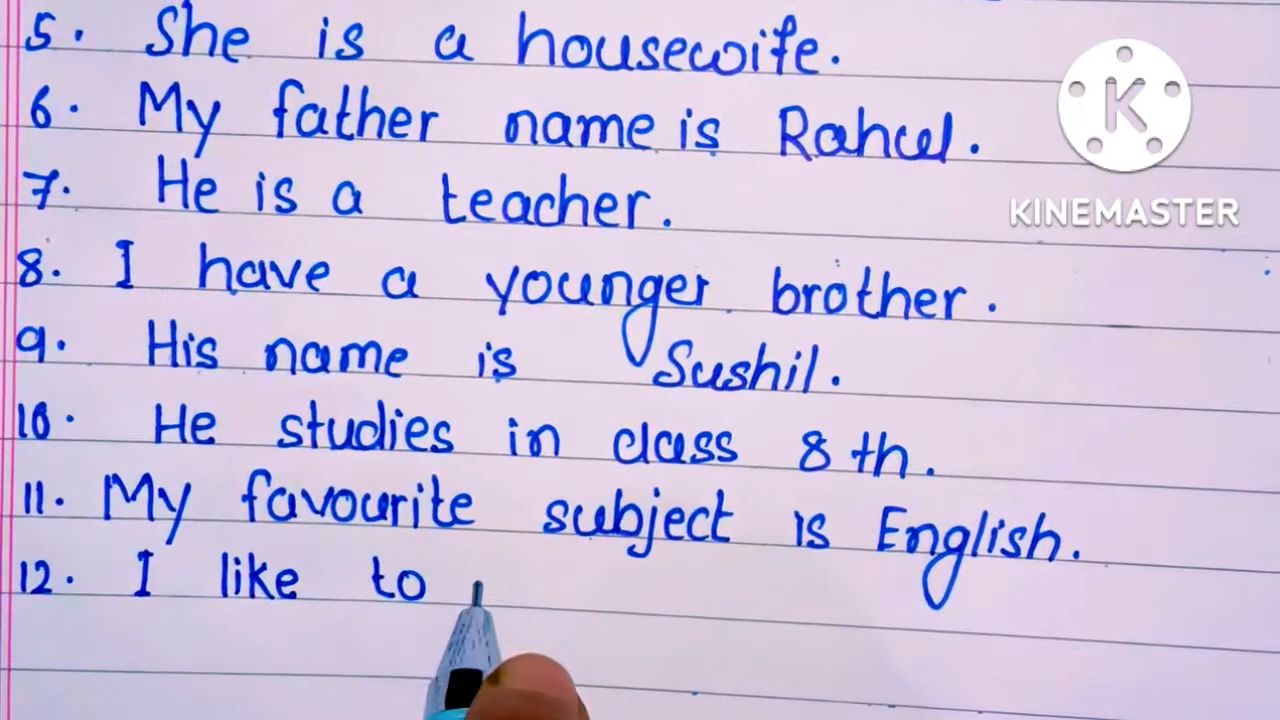 5. She is a housewife.
6. My father name is Rahul.
7. He is a teacher.
8. I have a younger brother.
9. His name is Sushil.
10. He studies in class 8 th.
11. My favourite subject is English.
12. I like to
K
KINEMASTER